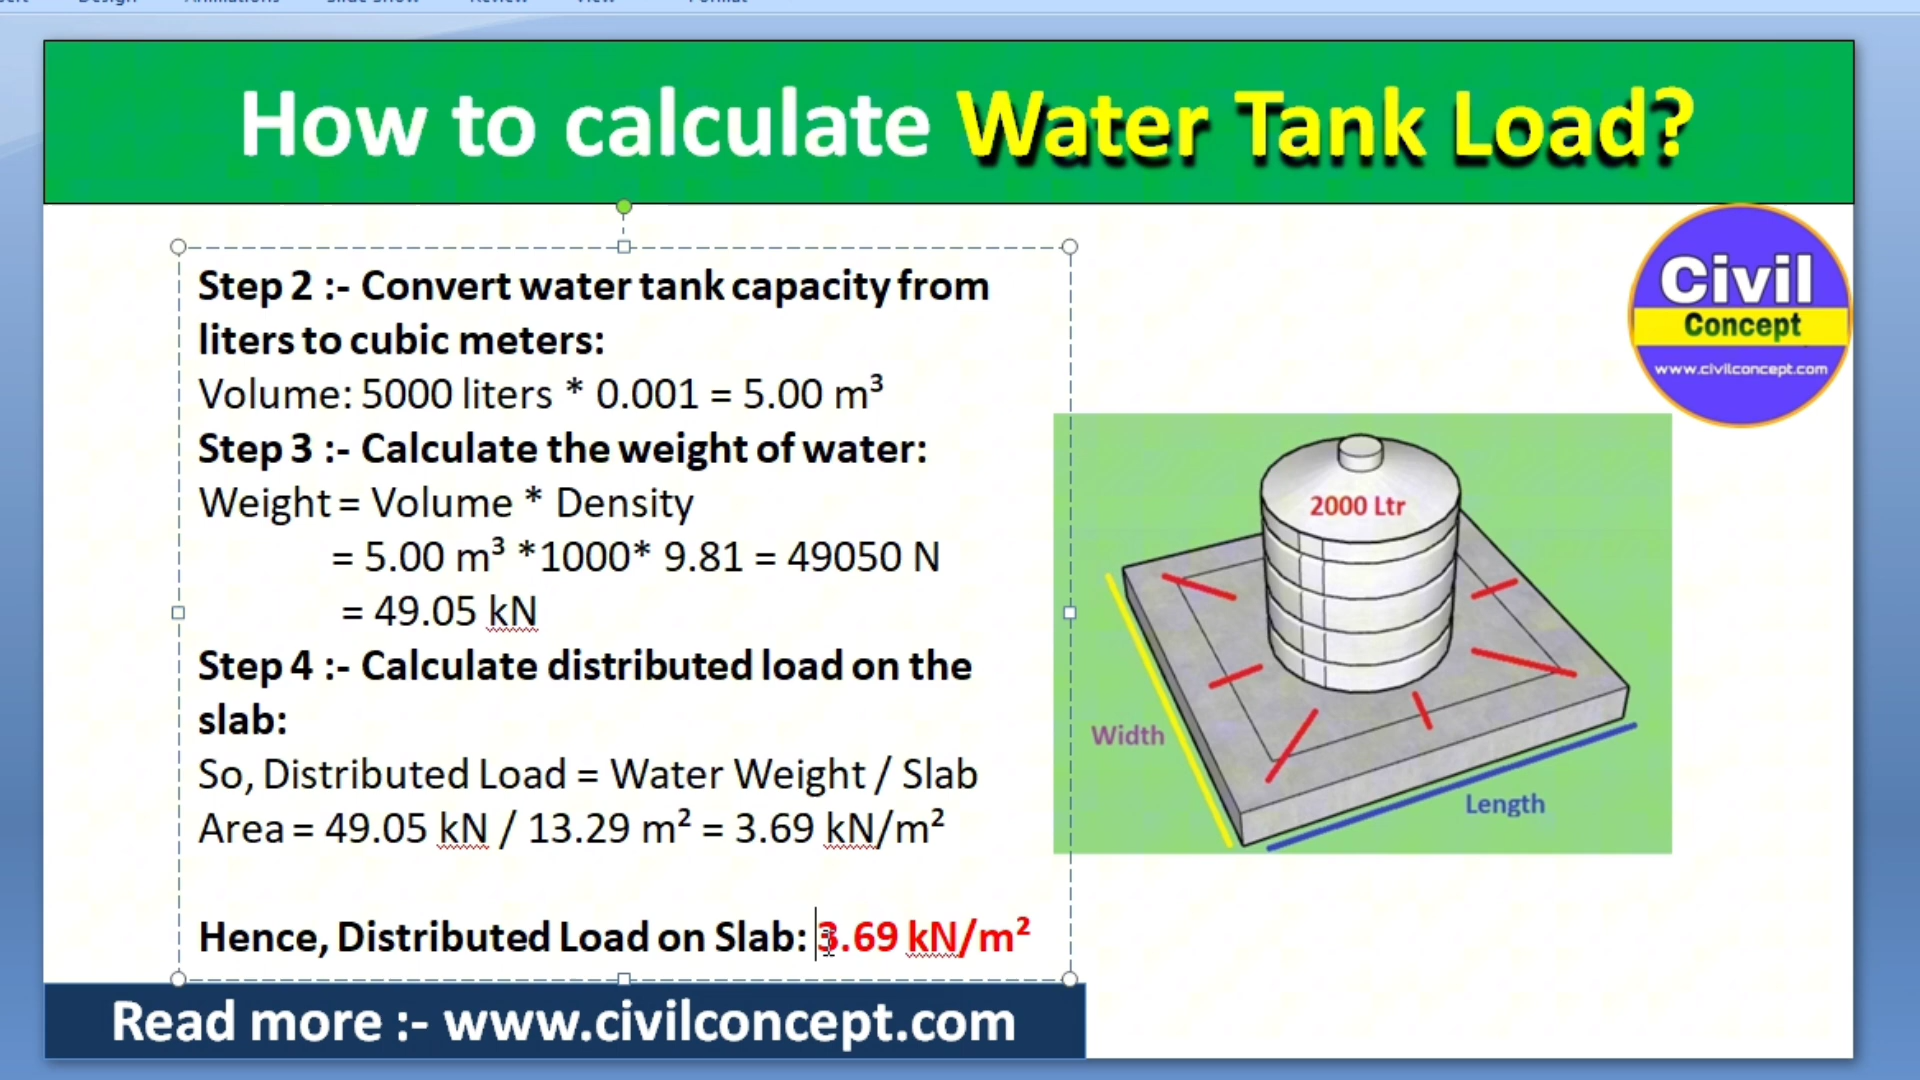 How to calculate Water Tank Load?
Step 2 :- Convert water tank capacity from
liters to cubic meters:
Volume: 5000 liters * 0.001 = 5.00 m³
Step 3 :- Calculate the weight of water:
Weight = Volume * Density
= 5.00 m³ *1000* 9.81 = 49050 N
= 49.05 kN
Step 4 :- Calculate distributed load on the
slab:
So, Distributed Load = Water Weight / Slab
Area = 49.05 kN / 13.29 m² = 3.69 kN/m²
Hence, Distributed Load on Slab: 3.69 kN/m²
Civil
Concept
www.civilconcept.com
2000 Ltr
Width
Length
Read more :- www.civilconcept.com